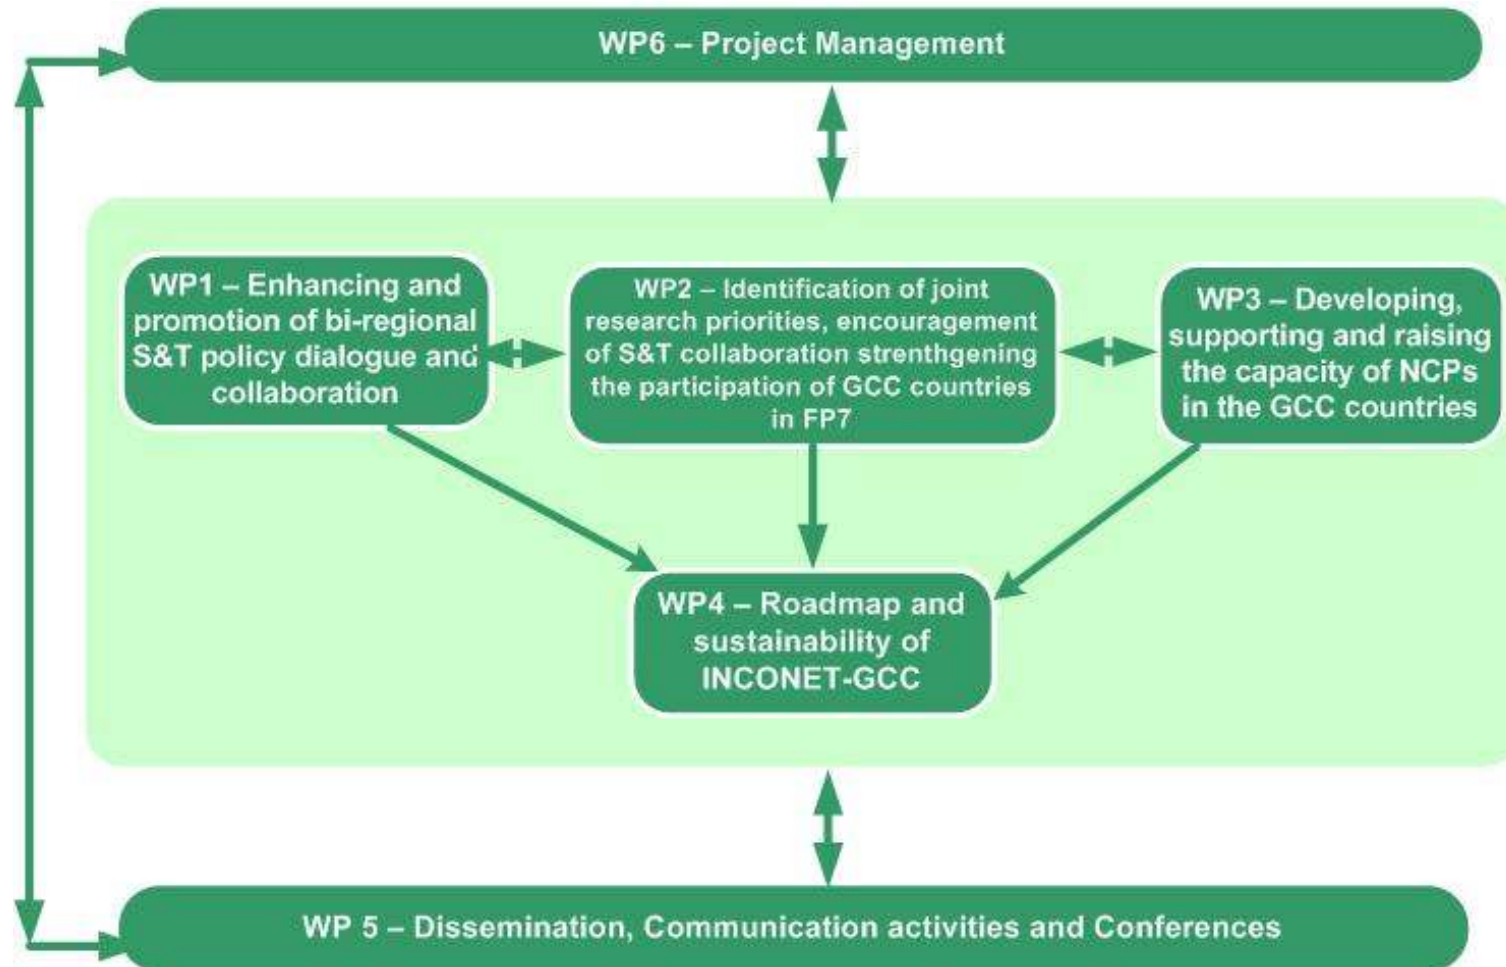 WP6 – Project Management
WP1 – Enhancing and
promotion of bi-regional
S&T policy dialogue and
collaboration
WP2 – Identification of joint
research priorities, encouragement
of S&T collaboration strenthgening
the participation of GCC countries
in FP7
WP3 – Developing,
supporting and raising
the capacity of NCPs
in the GCC countries
WP4 – Roadmap and
sustainability of
INCONET-GCC
WP 5 – Dissemination, Communication activities and Conferences